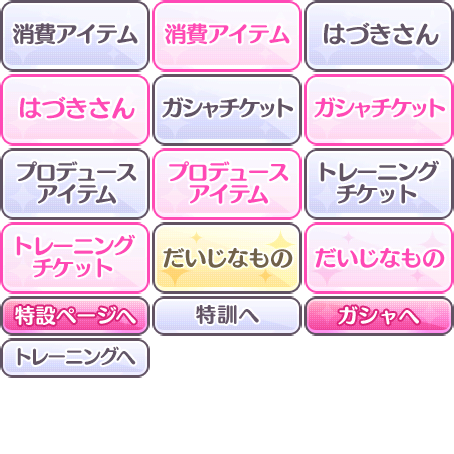 消費アイテム
消費アイテム
はづきさん
はづきさん
ガシャチケット
ガシャチケット
プロデュース
アイテム
プロデュース
アイテム
トレーニング
チケット
トレーニング
チケット
だいじなもの
だいじなもの
特設ページへ
特訓へ
ガシャへ
トレーニングへ